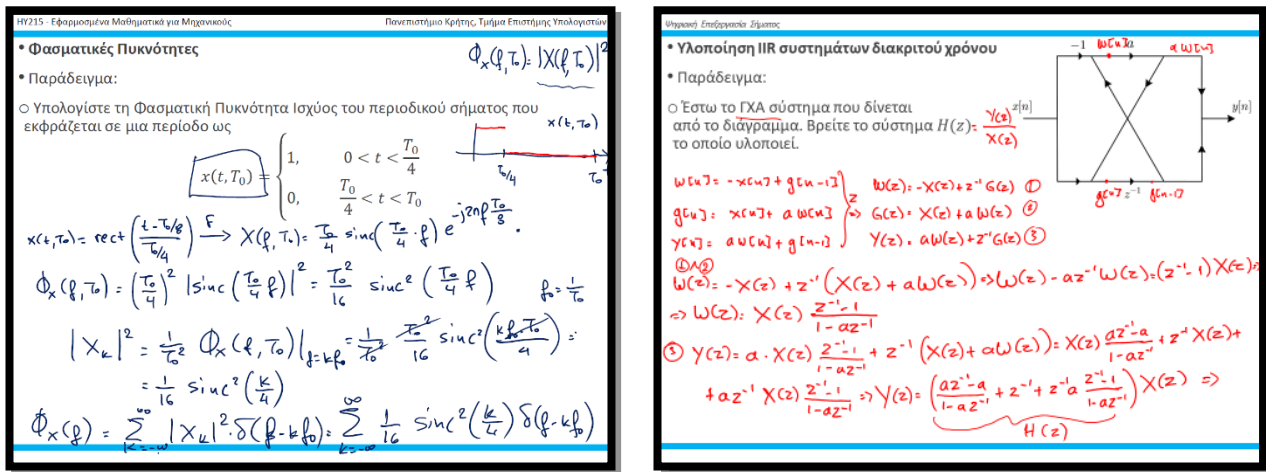 ΗΥ215 - Εφαρμοσμένα Μαθηματικά για Μηχανικούς
Πανεπιστήμιο Κρήτης, Τμήμα Επιστήμης Υπολογιστών
• Φασματικές Πυκνότητες
Φ_x(f,T₀) = |X(f,T₀)|²
• Παράδειγμα:
○ Υπολογίστε τη Φασματική Πυκνότητα Ισχύος του περιοδικού σήματος που
εκφράζεται σε μια περίοδο ως
x(t,T₀)
T₀/4 T₀
x(t,T₀) = { 1, 0 < t < T₀/4
0, T₀/4 < t < T₀
x(t,T₀) = rect((t-T₀/8)/(T₀/4)) →F X(f,T₀) = T₀/4 sinc(T₀/4 · f) e^{-j2πf T₀/8}.
Φ_x(f,T₀) = (T₀/4)² |sinc(T₀/4 f)|² = T₀²/16 sinc²(T₀/4 f) f₀ = 1/T₀
|X_k|² = 1/T₀² Φ_x(f,T₀)|_{f=kf₀} = 1/T₀² T₀²/16 sinc²(kf₀T₀/4) =
= 1/16 sinc²(k/4)
Φ_x(f) = Σ_{k=-∞}^{∞} |X_k|²·δ(f-kf₀) = Σ_{k=-∞}^{∞} 1/16 sinc²(k/4) δ(f-kf₀)
Ψηφιακή Επεξεργασία Σήματος
• Υλοποίηση IIR συστημάτων διακριτού χρόνου
-1 w[n] a a w[n]
• Παράδειγμα:
○ Έστω το ΓΧΑ σύστημα που δίνεται
από το διάγραμμα. Βρείτε το σύστημα H(z) = Y(z)/X(z)
το οποίο υλοποιεί.
x[n] y[n]
g[n] z⁻¹ g[n-1]
w[n] = -x[n] + g[n-1] } z W(z) = -X(z) + z⁻¹ G(z) ①
g[n] = x[n] + a w[n] ⇒ G(z) = X(z) + a W(z) ②
y[n] = a w[n] + g[n-1] Y(z) = a W(z) + z⁻¹ G(z) ③
①∧②
W(z) = -X(z) + z⁻¹ (X(z) + a W(z)) ⇒ W(z) - az⁻¹ W(z) = (z⁻¹-1) X(z) ⇒
⇒ W(z) = X(z) (z⁻¹-1)/(1-az⁻¹)
③ Y(z) = a · X(z) (z⁻¹-1)/(1-az⁻¹) + z⁻¹ (X(z) + a W(z)) = X(z) (az⁻¹-a)/(1-az⁻¹) + z⁻¹ X(z) +
+ az⁻¹ X(z) (z⁻¹-1)/(1-az⁻¹) ⇒ Y(z) = ((az⁻¹-a)/(1-az⁻¹) + z⁻¹ + z⁻¹ a (z⁻¹-1)/(1-az⁻¹)) X(z) ⇒
H(z)